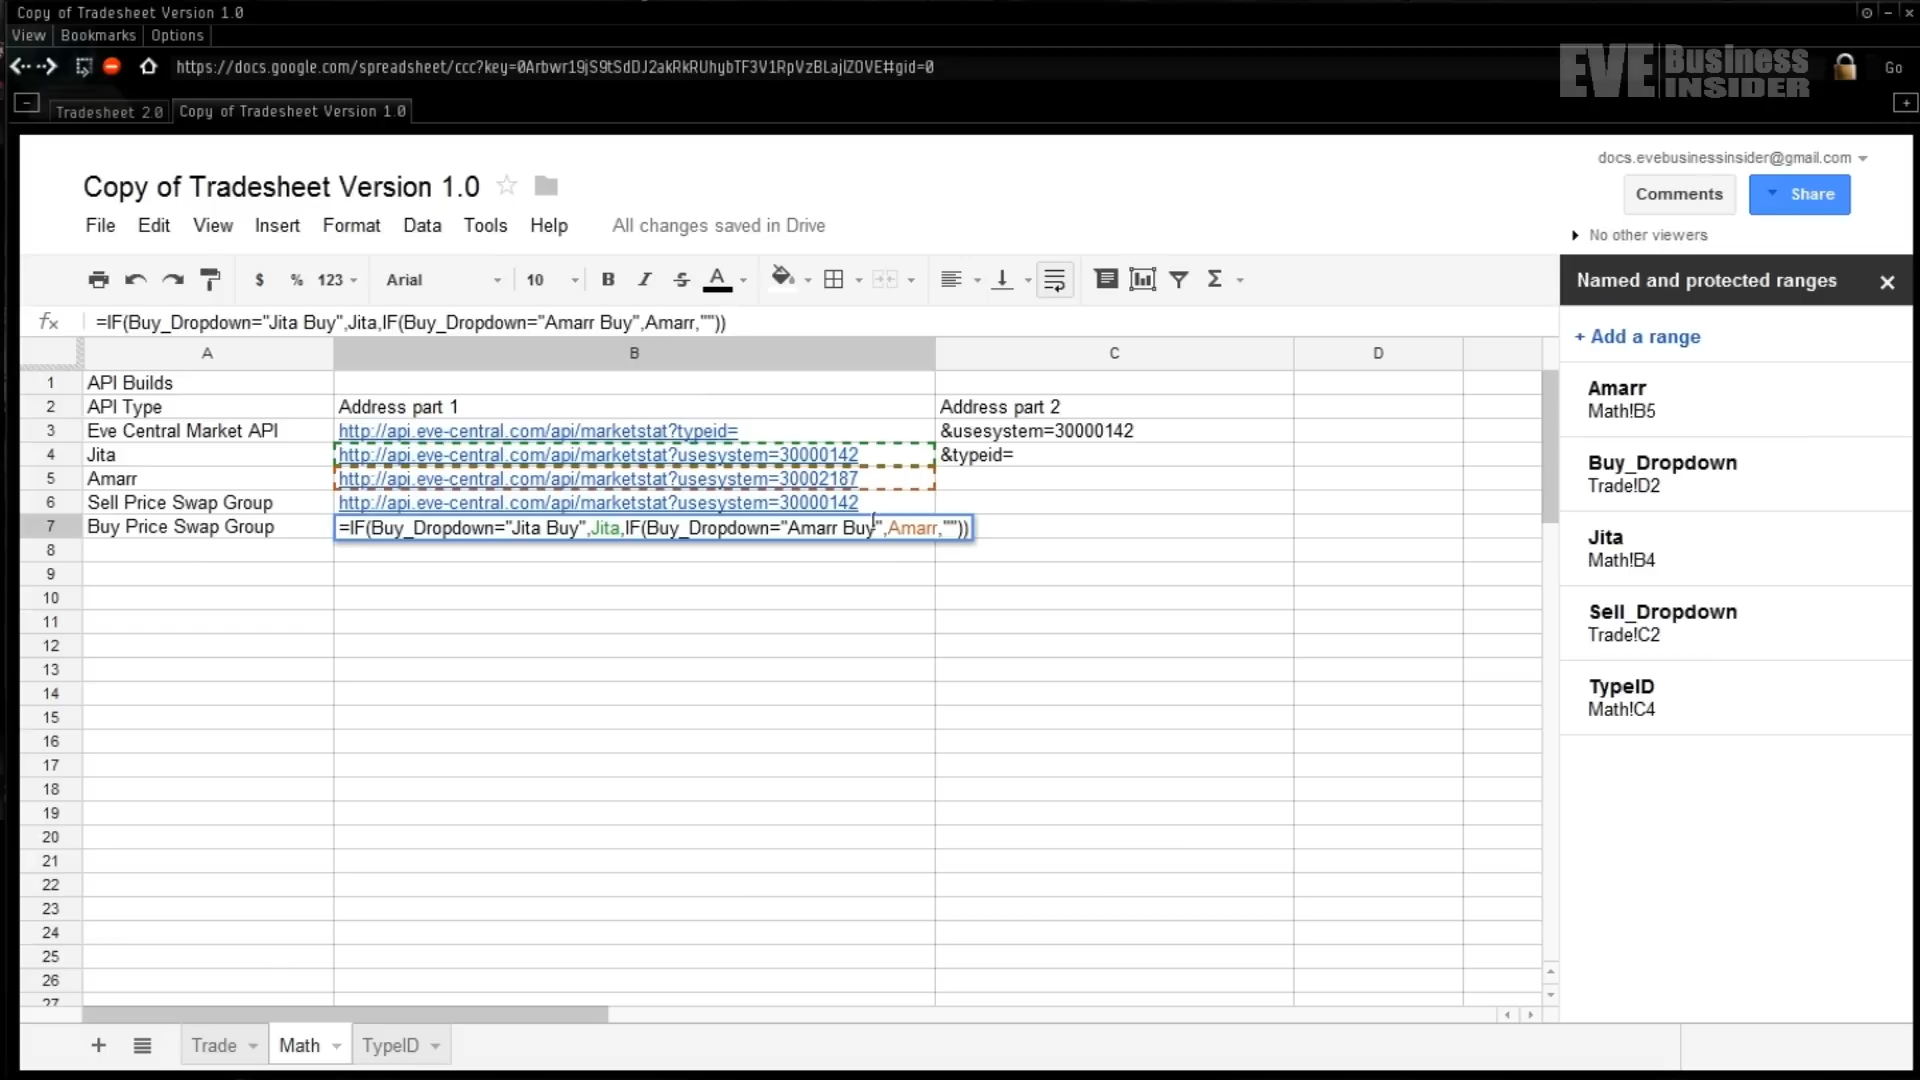 Copy of Tradesheet Version 1.0
View Bookmarks Options
https://docs.google.com/spreadsheet/ccc?key=0Arbwr19jS9tSdDJ2akRkRUhybTF3V1RpVzBLajlZOVE#gid=0
Go
EVE Business INSIDER
Tradesheet 2.0 Copy of Tradesheet Version 1.0
docs.evebusinessinsider@gmail.com
Copy of Tradesheet Version 1.0
Comments Share
File Edit View Insert Format Data Tools Help All changes saved in Drive
No other viewers
$ % 123 Arial 10 B I S A Σ
Named and protected ranges
fx =IF(Buy_Dropdown="Jita Buy",Jita,IF(Buy_Dropdown="Amarr Buy",Amarr,""))
+ Add a range
A B C D
1 API Builds
2 API Type Address part 1 Address part 2
3 Eve Central Market API http://api.eve-central.com/api/marketstat?typeid= &usesystem=30000142
4 Jita http://api.eve-central.com/api/marketstat?usesystem=30000142 &typeid=
5 Amarr http://api.eve-central.com/api/marketstat?usesystem=30002187
6 Sell Price Swap Group http://api.eve-central.com/api/marketstat?usesystem=30000142
7 Buy Price Swap Group =IF(Buy_Dropdown="Jita Buy",Jita,IF(Buy_Dropdown="Amarr Buy",Amarr,""))
8
9
10
11
12
13
14
15
16
17
18
19
20
21
22
23
24
25
26
27
Amarr
Math!B5
Buy_Dropdown
Trade!D2
Jita
Math!B4
Sell_Dropdown
Trade!C2
TypeID
Math!C4
Trade Math TypeID